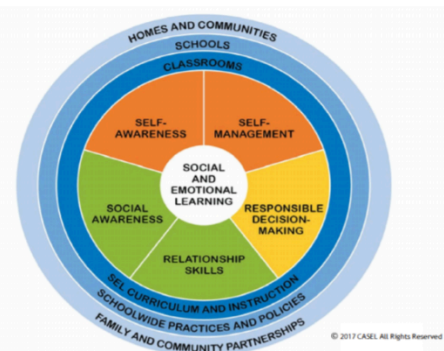 HOMES AND COMMUNITIES
SCHOOLS
CLASSROOMS
SELF-
AWARENESS
SELF-
MANAGEMENT
SOCIAL
AND
EMOTIONAL
LEARNING
SOCIAL
AWARENESS
RESPONSIBLE
DECISION-
MAKING
RELATIONSHIP
SKILLS
SEL CURRICULUM AND INSTRUCTION
SCHOOLWIDE PRACTICES AND POLICIES
FAMILY AND COMMUNITY PARTNERSHIPS
© 2017 CASEL All Rights Reserved